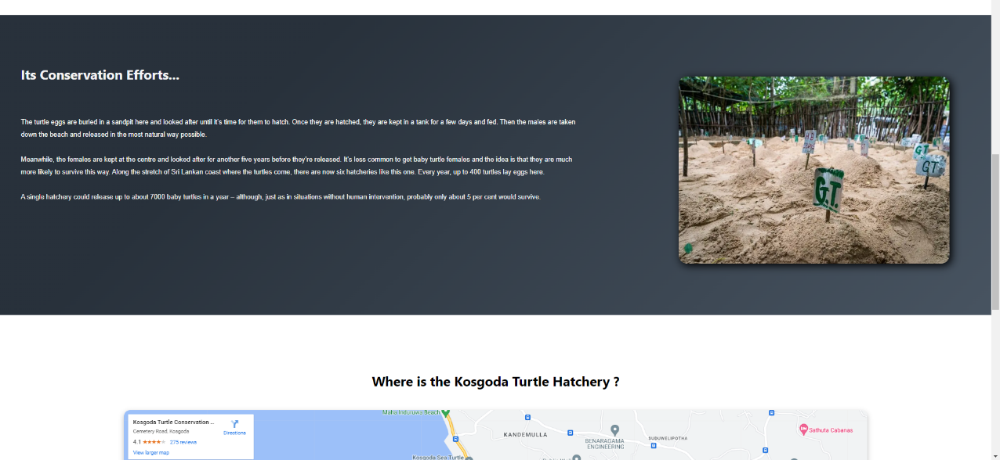 Its Conservation Efforts...
The turtle eggs are buried in a sandpit here and looked after until it's time for them to hatch. Once they are hatched, they are kept in a tank for a few days and fed. Then the males are taken
down the beach and released in the most natural way possible.
Meanwhile, the females are kept at the centre and looked after for another five years before they're released. It's less common to get baby turtle females and the idea is that they are much
more likely to survive this way. Along the stretch of Sri Lankan coast where the turtles come, there are now six hatcheries like this one. Every year, up to 400 turtles lay eggs here.
A single hatchery could release up to about 7000 baby turtles in a year – although, just as in situations without human intervention, probably only about 5 per cent would survive.
G.T.
GT
GT
Where is the Kosgoda Turtle Hatchery ?
Kosgoda Turtle Conservation ...
Cemetery Road, Kosgoda
4.1 275 reviews
View larger map
Directions
Maha Induruwa Beach
KANDEMULLA
BENARAGAMA
ENGINEERING
SUDUWELIPOTHA
Sathuta Cabanas
Kosgoda Sea Turtle